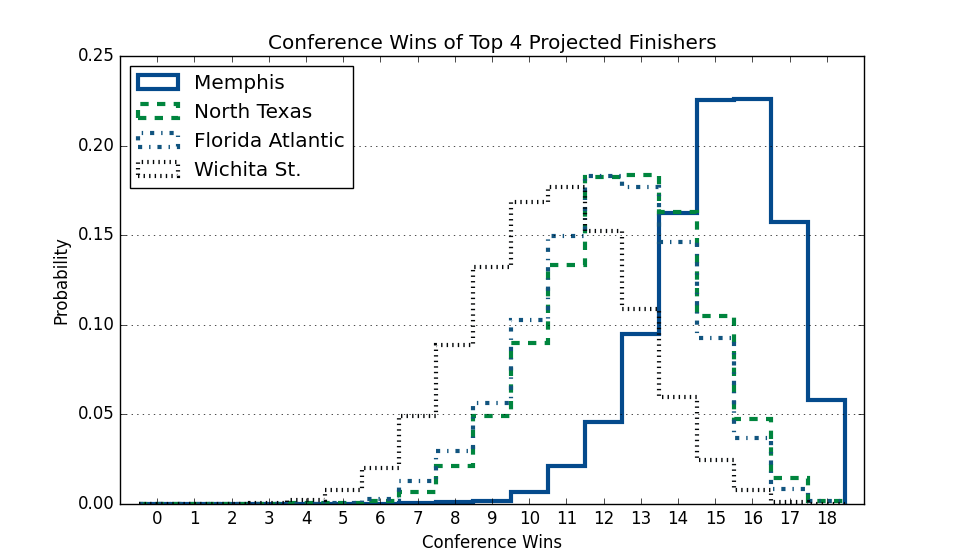 Conference Wins of Top 4 Projected Finishers
0.25
0.20
0.15
0.10
0.05
0.00
Probability
Memphis
North Texas
Florida Atlantic
Wichita St.
0 1 2 3 4 5 6 7 8 9 10 11 12 13 14 15 16 17 18
Conference Wins